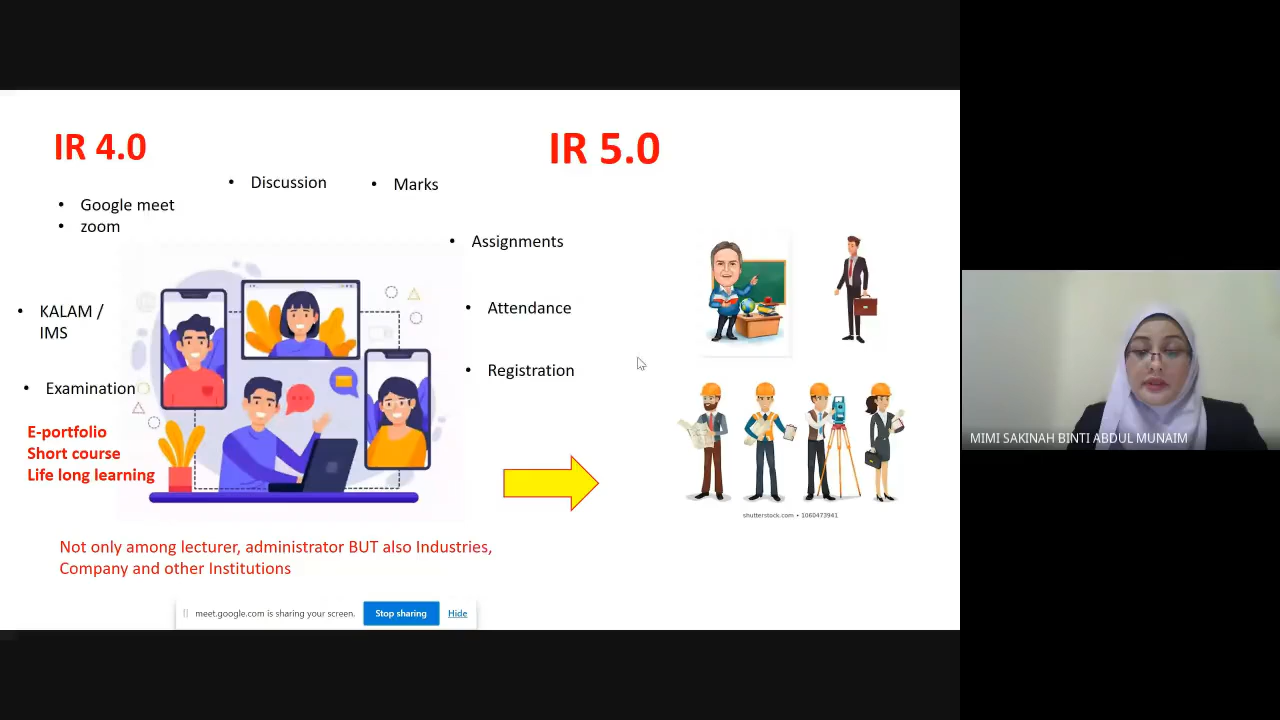 IR 4.0
IR 5.0
• Discussion
• Marks
• Google meet
• zoom
• Assignments
• KALAM /
IMS
• Attendance
• Registration
• Examination
E-portfolio
Short course
Life long learning
shutterstock.com • 1060473941
Not only among lecturer, administrator BUT also Industries,
Company and other Institutions
meet.google.com is sharing your screen.
Stop sharing
Hide
MIMI SAKINAH BINTI ABDUL MUNAIM